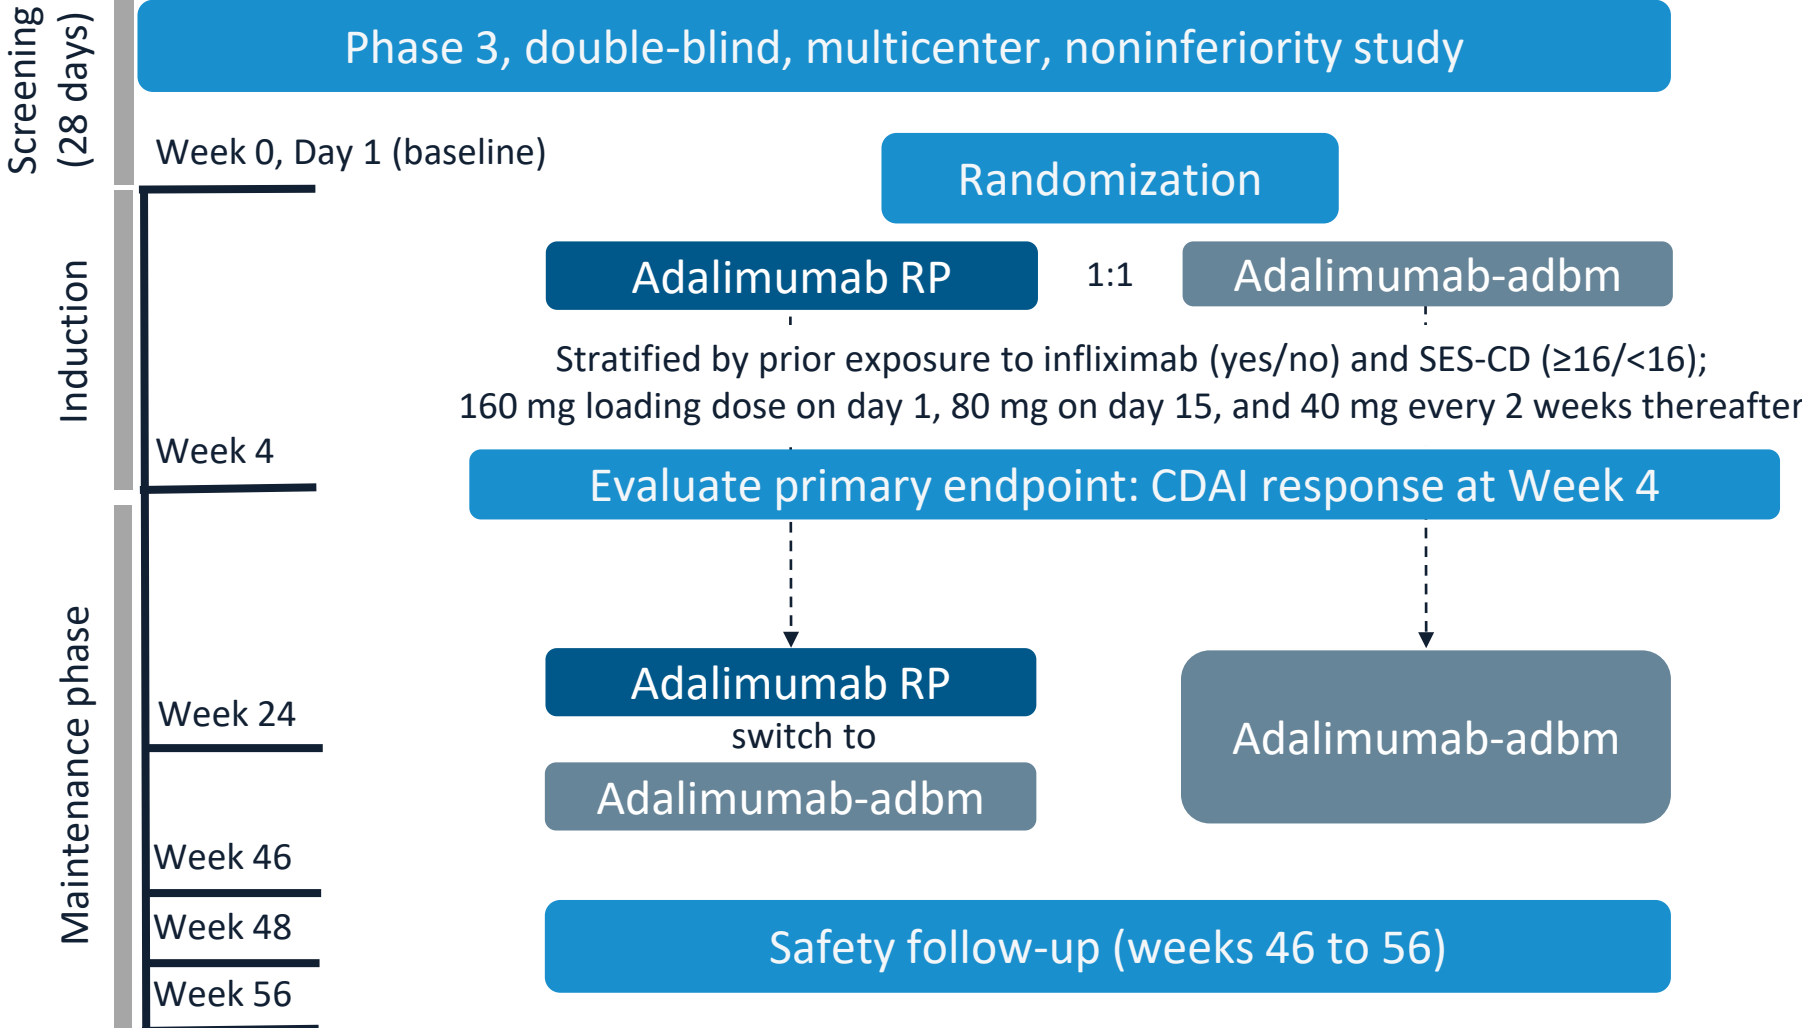 Screening
(28 days)
Phase 3, double-blind, multicenter, noninferiority study
Week 0, Day 1 (baseline)
Randomization
Induction
Adalimumab RP
1:1
Adalimumab-adbm
Stratified by prior exposure to infliximab (yes/no) and SES-CD (≥16/<16);
160 mg loading dose on day 1, 80 mg on day 15, and 40 mg every 2 weeks thereafter
Week 4
Evaluate primary endpoint: CDAI response at Week 4
Maintenance phase
Adalimumab RP
Week 24
switch to
Adalimumab-adbm
Adalimumab-adbm
Week 46
Week 48
Safety follow-up (weeks 46 to 56)
Week 56